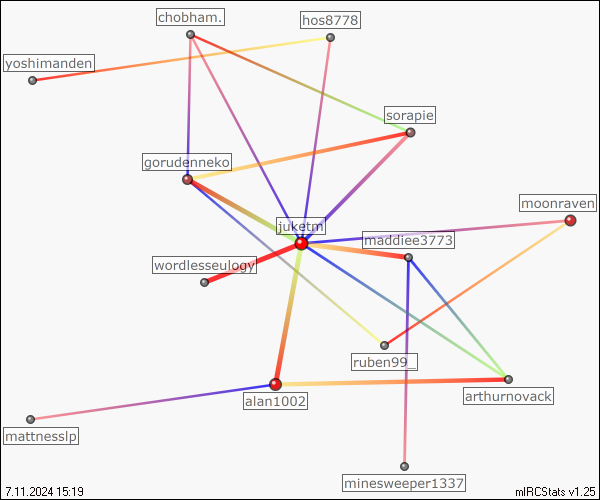 chobham.
hos8778
yoshimanden
sorapie
gorudenneko
moonraven
juketm
maddiee3773
wordlesseulogy
ruben99_
arthurnovack
alan1002
mattnesslp
minesweeper1337
7.11.2024 15:19
mIRCStats v1.25